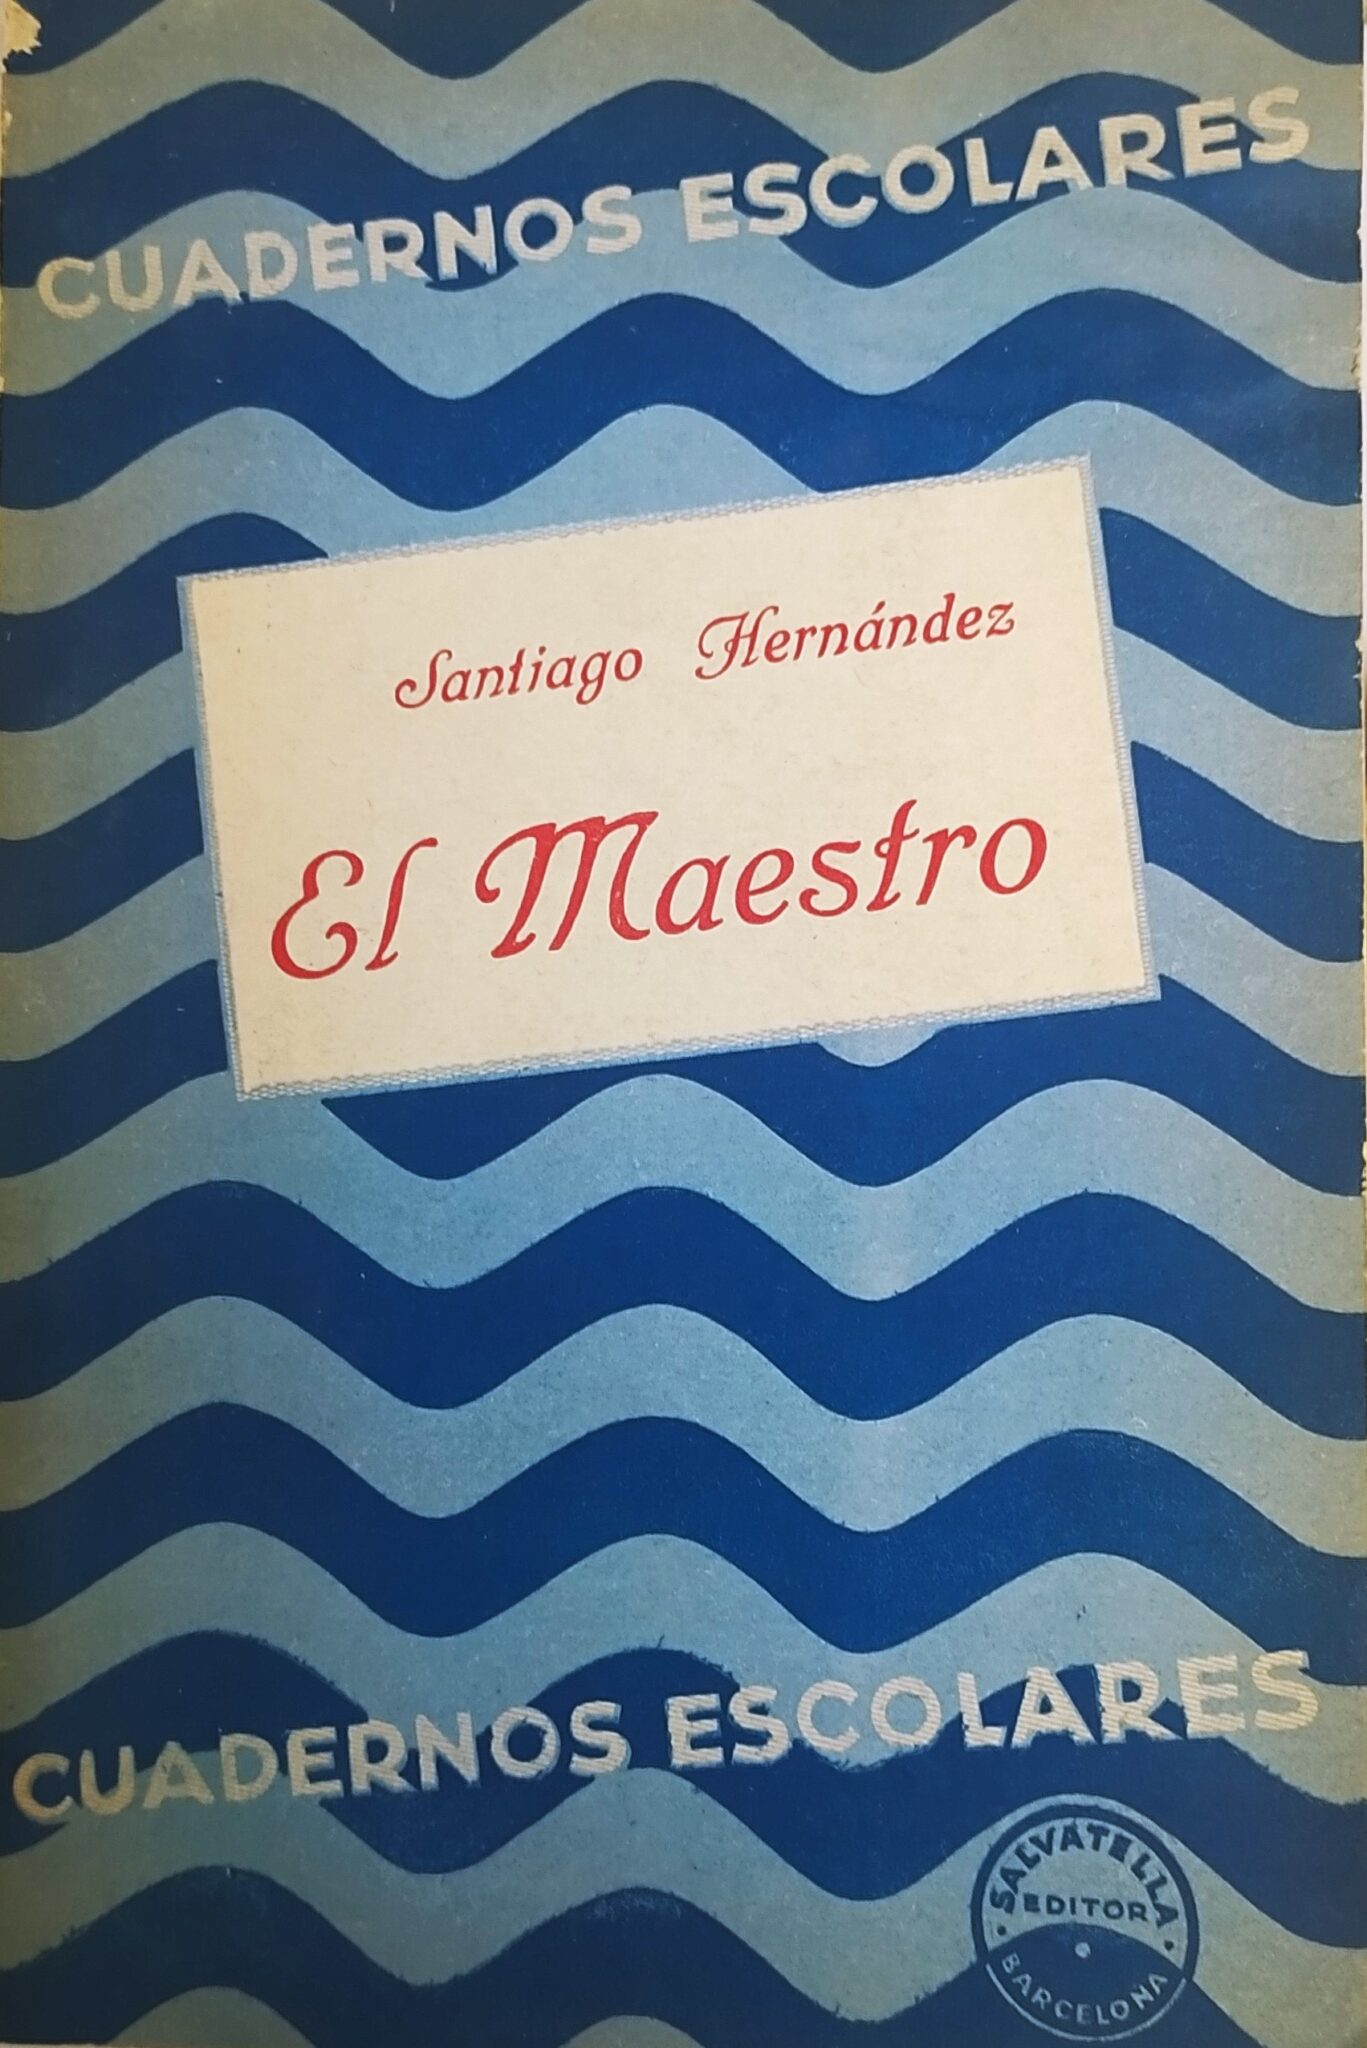 CUADERNOS ESCOLARES
Santiago Hernández
El Maestro
CUADERNOS ESCOLARES
SALVATELLA
EDITOR
BARCELONA